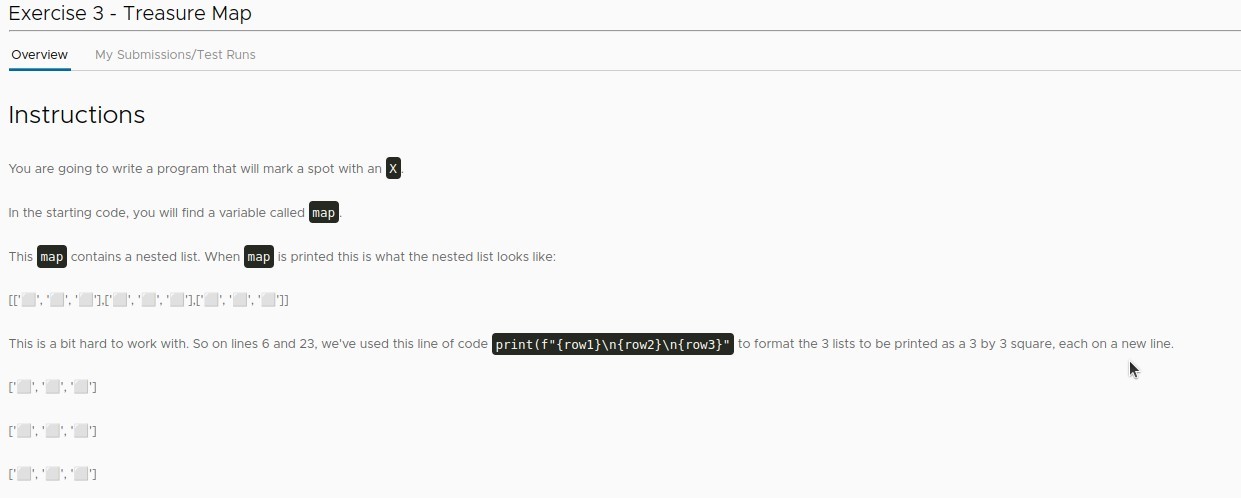 Exercise 3 - Treasure Map
Overview My Submissions/Test Runs
Instructions
You are going to write a program that will mark a spot with an X.
In the starting code, you will find a variable called map.
This map contains a nested list. When map is printed this is what the nested list looks like:
[['⬜', '⬜', '⬜'],['⬜', '⬜', '⬜'],['⬜', '⬜', '⬜']]
This is a bit hard to work with. So on lines 6 and 23, we've used this line of code print(f"{row1}\n{row2}\n{row3}" to format the 3 lists to be printed as a 3 by 3 square, each on a new line.
['⬜', '⬜', '⬜']
['⬜', '⬜', '⬜']
['⬜', '⬜', '⬜']